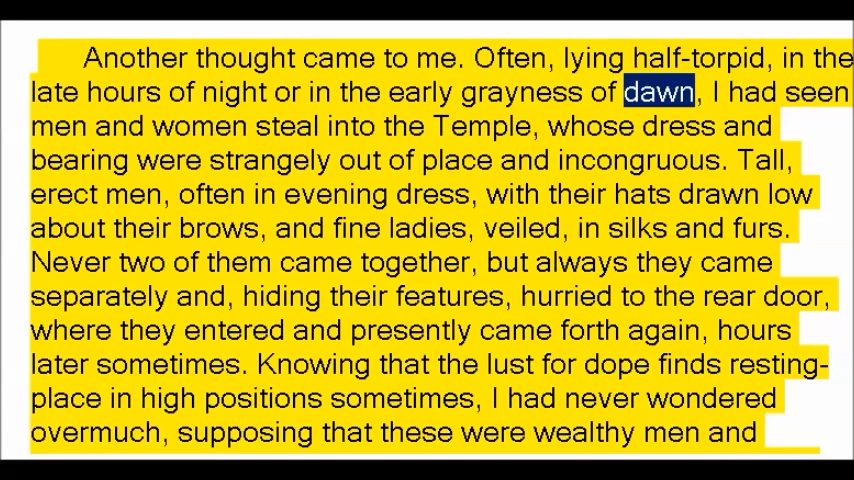 Another thought came to me. Often, lying half-torpid, in the
late hours of night or in the early grayness of dawn, I had seen
men and women steal into the Temple, whose dress and
bearing were strangely out of place and incongruous. Tall,
erect men, often in evening dress, with their hats drawn low
about their brows, and fine ladies, veiled, in silks and furs.
Never two of them came together, but always they came
separately and, hiding their features, hurried to the rear door,
where they entered and presently came forth again, hours
later sometimes. Knowing that the lust for dope finds resting-
place in high positions sometimes, I had never wondered
overmuch, supposing that these were wealthy men and